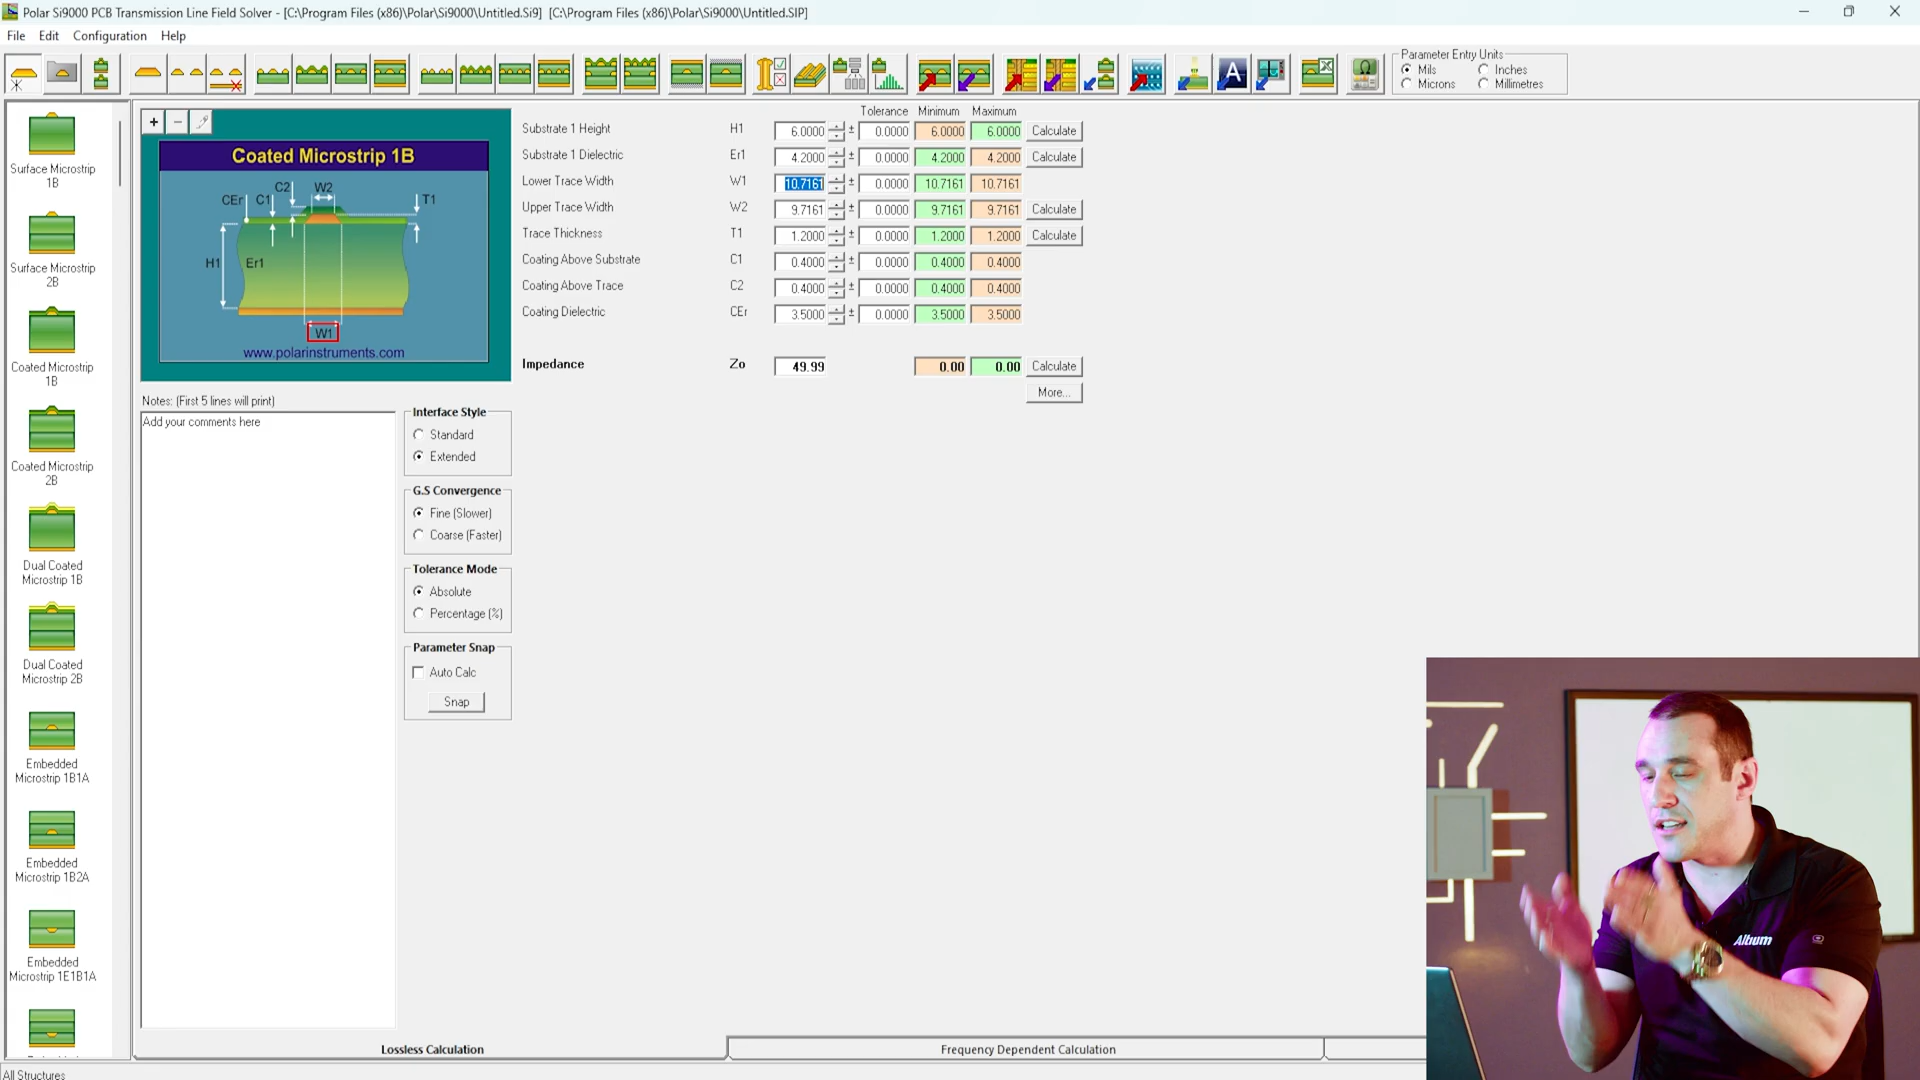 Polar Si9000 PCB Transmission Line Field Solver - [C:\Program Files (x86)\Polar\Si9000\Untitled.Si9] [C:\Program Files (x86)\Polar\Si9000\Untitled.SIP]
File Edit Configuration Help
Parameter Entry Units
Mils Inches
Microns Millimetres
Surface Microstrip
1B
Surface Microstrip
2B
Coated Microstrip
1B
Coated Microstrip
2B
Dual Coated
Microstrip 1B
Dual Coated
Microstrip 2B
Embedded
Microstrip 1B1A
Embedded
Microstrip 1B2A
Embedded
Microstrip 1E1B1A
+ −
Coated Microstrip 1B
C2 W2
CEr C1 T1
H1 Er1
W1
www.polarinstruments.com
Tolerance Minimum Maximum
Substrate 1 Height H1 6.0000 ± 0.0000 6.0000 6.0000 Calculate
Substrate 1 Dielectric Er1 4.2000 ± 0.0000 4.2000 4.2000 Calculate
Lower Trace Width W1 10.7161 ± 0.0000 10.7161 10.7161
Upper Trace Width W2 9.7161 ± 0.0000 9.7161 9.7161 Calculate
Trace Thickness T1 1.2000 ± 0.0000 1.2000 1.2000 Calculate
Coating Above Substrate C1 0.4000 ± 0.0000 0.4000 0.4000
Coating Above Trace C2 0.4000 ± 0.0000 0.4000 0.4000
Coating Dielectric CEr 3.5000 ± 0.0000 3.5000 3.5000
Impedance Zo 49.99 0.00 0.00 Calculate
More...
Notes: (First 5 lines will print)
Add your comments here
Interface Style
Standard
Extended
G.S Convergence
Fine (Slower)
Coarse (Faster)
Tolerance Mode
Absolute
Percentage (%)
Parameter Snap
Auto Calc
Snap
Altium
Lossless Calculation Frequency Dependent Calculation
All Structures